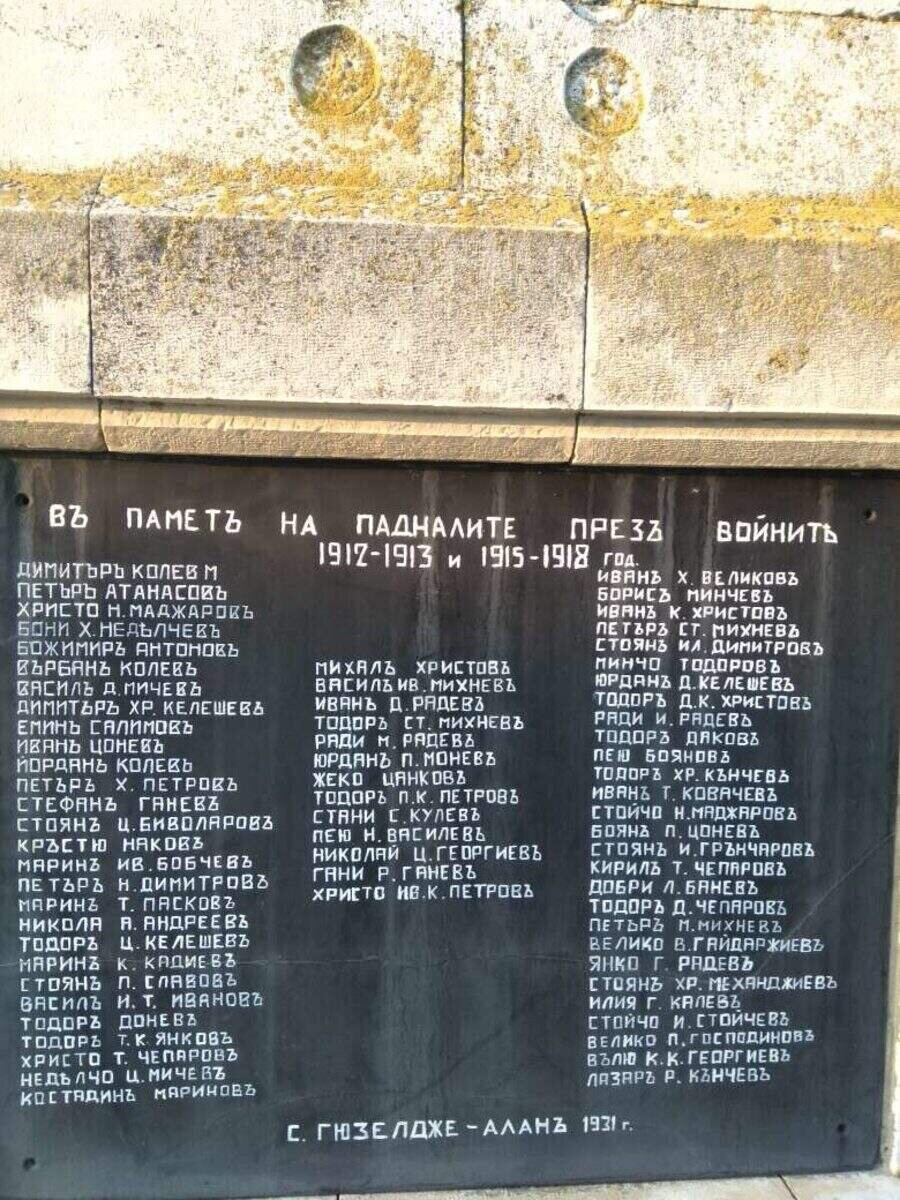 ВЪ ПАМЕТЪ НА ПАДНАЛИТЕ ПРЕЗЪ ВОЙНИТѢ
1912-1913 и 1915-1918 год.
ДИМИТЪРЪ КОЛЕВ М
ПЕТЪРЪ АТАНАСОВЪ
ХРИСТО Н. МАДЖАРОВЪ
БОНИ Х. НЕДѢЛЧЕВЪ
БОЖИМИРЪ АНТОНОВЪ
ВЪРБАНЪ КОЛЕВЪ
ВАСИЛЪ Д. МИЧЕВЪ
ДИМИТЪРЪ ХР. КЕЛЕШЕВЪ
ЕМИНЪ САЛИМОВЪ
ИВАНЪ ЦОНЕВЪ
ЙОРДАНЪ КОЛЕВЪ
ПЕТЪРЪ Х. ПЕТРОВЪ
СТЕФАНЪ ГАНЕВЪ
СТОЯНЪ Ц. БИВОЛАРОВЪ
КРЪСТЮ НАКОВЪ
МАРИНЪ ИВ. БОБЧЕВЪ
ПЕТЪРЪ Н. ДИМИТРОВЪ
МАРИНЪ Т. ПАСКОВЪ
НИКОЛА А. АНДРЕЕВЪ
ТОДОРЪ Ц. КЕЛЕШЕВЪ
МАРИНЪ К. КАДИЕВЪ
СТОЯНЪ П. СЛАВОВЪ
ВАСИЛЪ И. Т. ИВАНОВЪ
ТОДОРЪ ДОНЕВЪ
ТОДОРЪ Т. К. ЯНКОВЪ
ХРИСТО Т. ЧЕПАРОВЪ
НЕДѢЛЧО Ц. МИЧЕВЪ
КОСТАДИНЪ МАРИНОВЪ
МИХАЛЪ ХРИСТОВЪ
ВАСИЛЪ ИВ. МИХНЕВЪ
ИВАНЪ Д. РАДЕВЪ
ТОДОРЪ СТ. МИХНЕВЪ
РАДИ М. РАДЕВЪ
ЮРДАНЪ П. МОНЕВЪ
ЖЕКО ЦАНКОВЪ
ТОДОРЪ П. К. ПЕТРОВЪ
СТАНИ С. КУЛЕВЪ
ПЕЮ Н. ВАСИЛЕВЪ
НИКОЛАЙ Ц. ГЕОРГИЕВЪ
ГАНИ Р. ГАНЕВЪ
ХРИСТО ИВ. К. ПЕТРОВЪ
ИВАНЪ Х. ВЕЛИКОВЪ
БОРИСЪ МИНЧЕВЪ
ИВАНЪ К. ХРИСТОВЪ
ПЕТЪРЪ СТ. МИХНЕВЪ
СТОЯНЪ ИЛ. ДИМИТРОВЪ
МИНЧО ТОДОРОВЪ
ЮРДАНЪ Д. КЕЛЕШЕВЪ
ТОДОРЪ Д. К. ХРИСТОВЪ
РАДИ И. РАДЕВЪ
ТОДОРЪ ДАКОВЪ
ПЕЮ БОЯНОВЪ
ТОДОРЪ ХР. КЪНЧЕВЪ
ИВАНЪ Т. КОВАЧЕВЪ
СТОЙЧО Н. МАДЖАРОВЪ
БОЯНЪ П. ЦОНЕВЪ
СТОЯНЪ И. ГРЪНЧАРОВЪ
КИРИЛЪ Т. ЧЕПАРОВЪ
ДОБРИ Л. БАНЕВЪ
ТОДОРЪ Д. ЧЕПАРОВЪ
ПЕТЪРЪ М. МИХНЕВЪ
ВЕЛИКО В. ГАЙДАРЖИЕВЪ
ЯНКО Г. РАДЕВЪ
СТОЯНЪ ХР. МЕХАНДЖИЕВЪ
ИЛИЯ Г. КАЛЕВЪ
СТОЙЧО И. СТОЙЧЕВЪ
ВЕЛИКО П. ГОСПОДИНОВЪ
ВЪЛЮ К. К. ГЕОРГИЕВЪ
ЛАЗАРЪ Р. КЪНЧЕВЪ
С. ГЮЗЕЛДЖЕ - АЛАНЪ 1931 г.